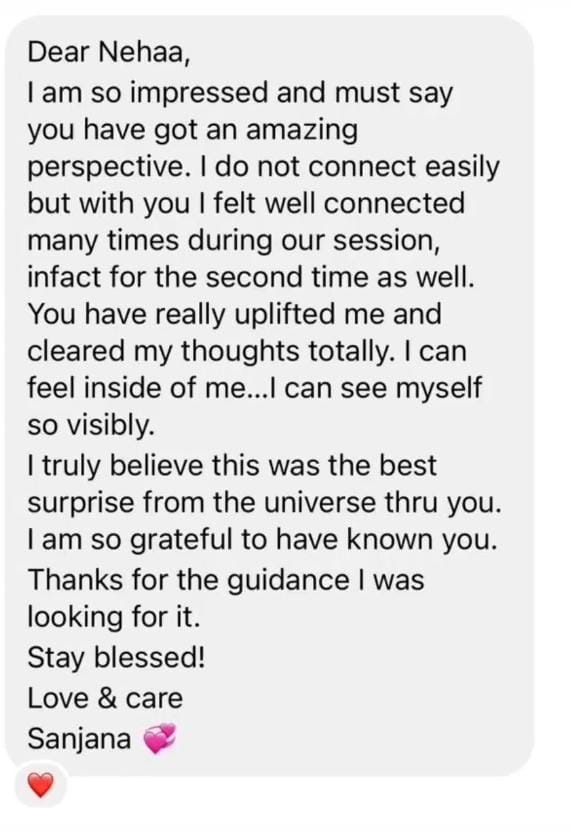 Dear Nehaa,
I am so impressed and must say
you have got an amazing
perspective. I do not connect easily
but with you I felt well connected
many times during our session,
infact for the second time as well.
You have really uplifted me and
cleared my thoughts totally. I can
feel inside of me...I can see myself
so visibly.
I truly believe this was the best
surprise from the universe thru you.
I am so grateful to have known you.
Thanks for the guidance I was
looking for it.
Stay blessed!
Love & care
Sanjana 💞